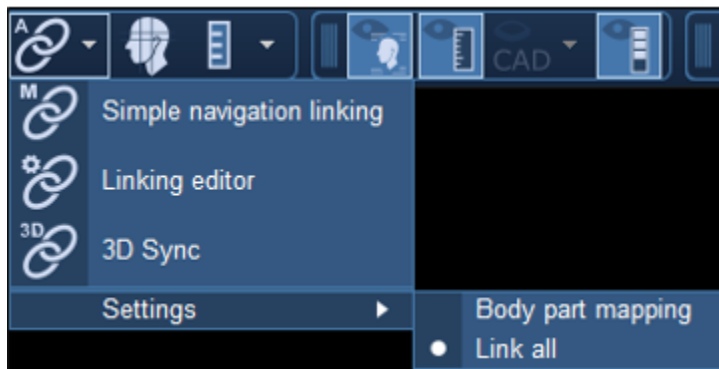 A
CAD
M
Simple navigation linking
Linking editor
3D
3D Sync
Settings
Body part mapping
Link all